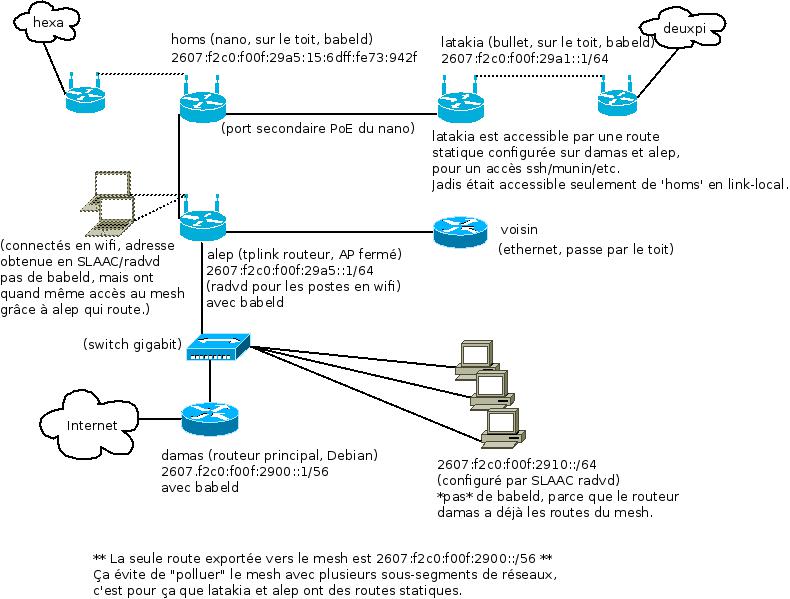 hexa
deuxpi
homs (nano, sur le toit, babeld)
2607:f2c0:f00f:29a5:15:6dff:fe73:942f
latakia (bullet, sur le toit, babeld)
2607:f2c0:f00f:29a1::1/64
(port secondaire PoE du nano)
latakia est accessible par une route
statique configurée sur damas et alep,
pour un accès ssh/munin/etc.
Jadis était accessible seulement de 'homs' en link-local.
(connectés en wifi, adresse
obtenue en SLAAC/radvd
pas de babeld, mais ont
quand même accès au mesh
grâce à alep qui route.)
alep (tplink routeur, AP fermé)
2607:f2c0:f00f:29a5::1/64
(radvd pour les postes en wifi)
avec babeld
voisin
(ethernet, passe par le toit)
(switch gigabit)
Internet
damas (routeur principal, Debian)
2607.f2c0:f00f:2900::1/56
avec babeld
2607:f2c0:f00f:2910::/64
(configuré par SLAAC radvd)
*pas* de babeld, parce que le routeur
damas a déjà les routes du mesh.
** La seule route exportée vers le mesh est 2607:f2c0:f00f:2900::/56 **
Ça évite de "polluer" le mesh avec plusieurs sous-segments de réseaux,
c'est pour ça que latakia et alep ont des routes statiques.